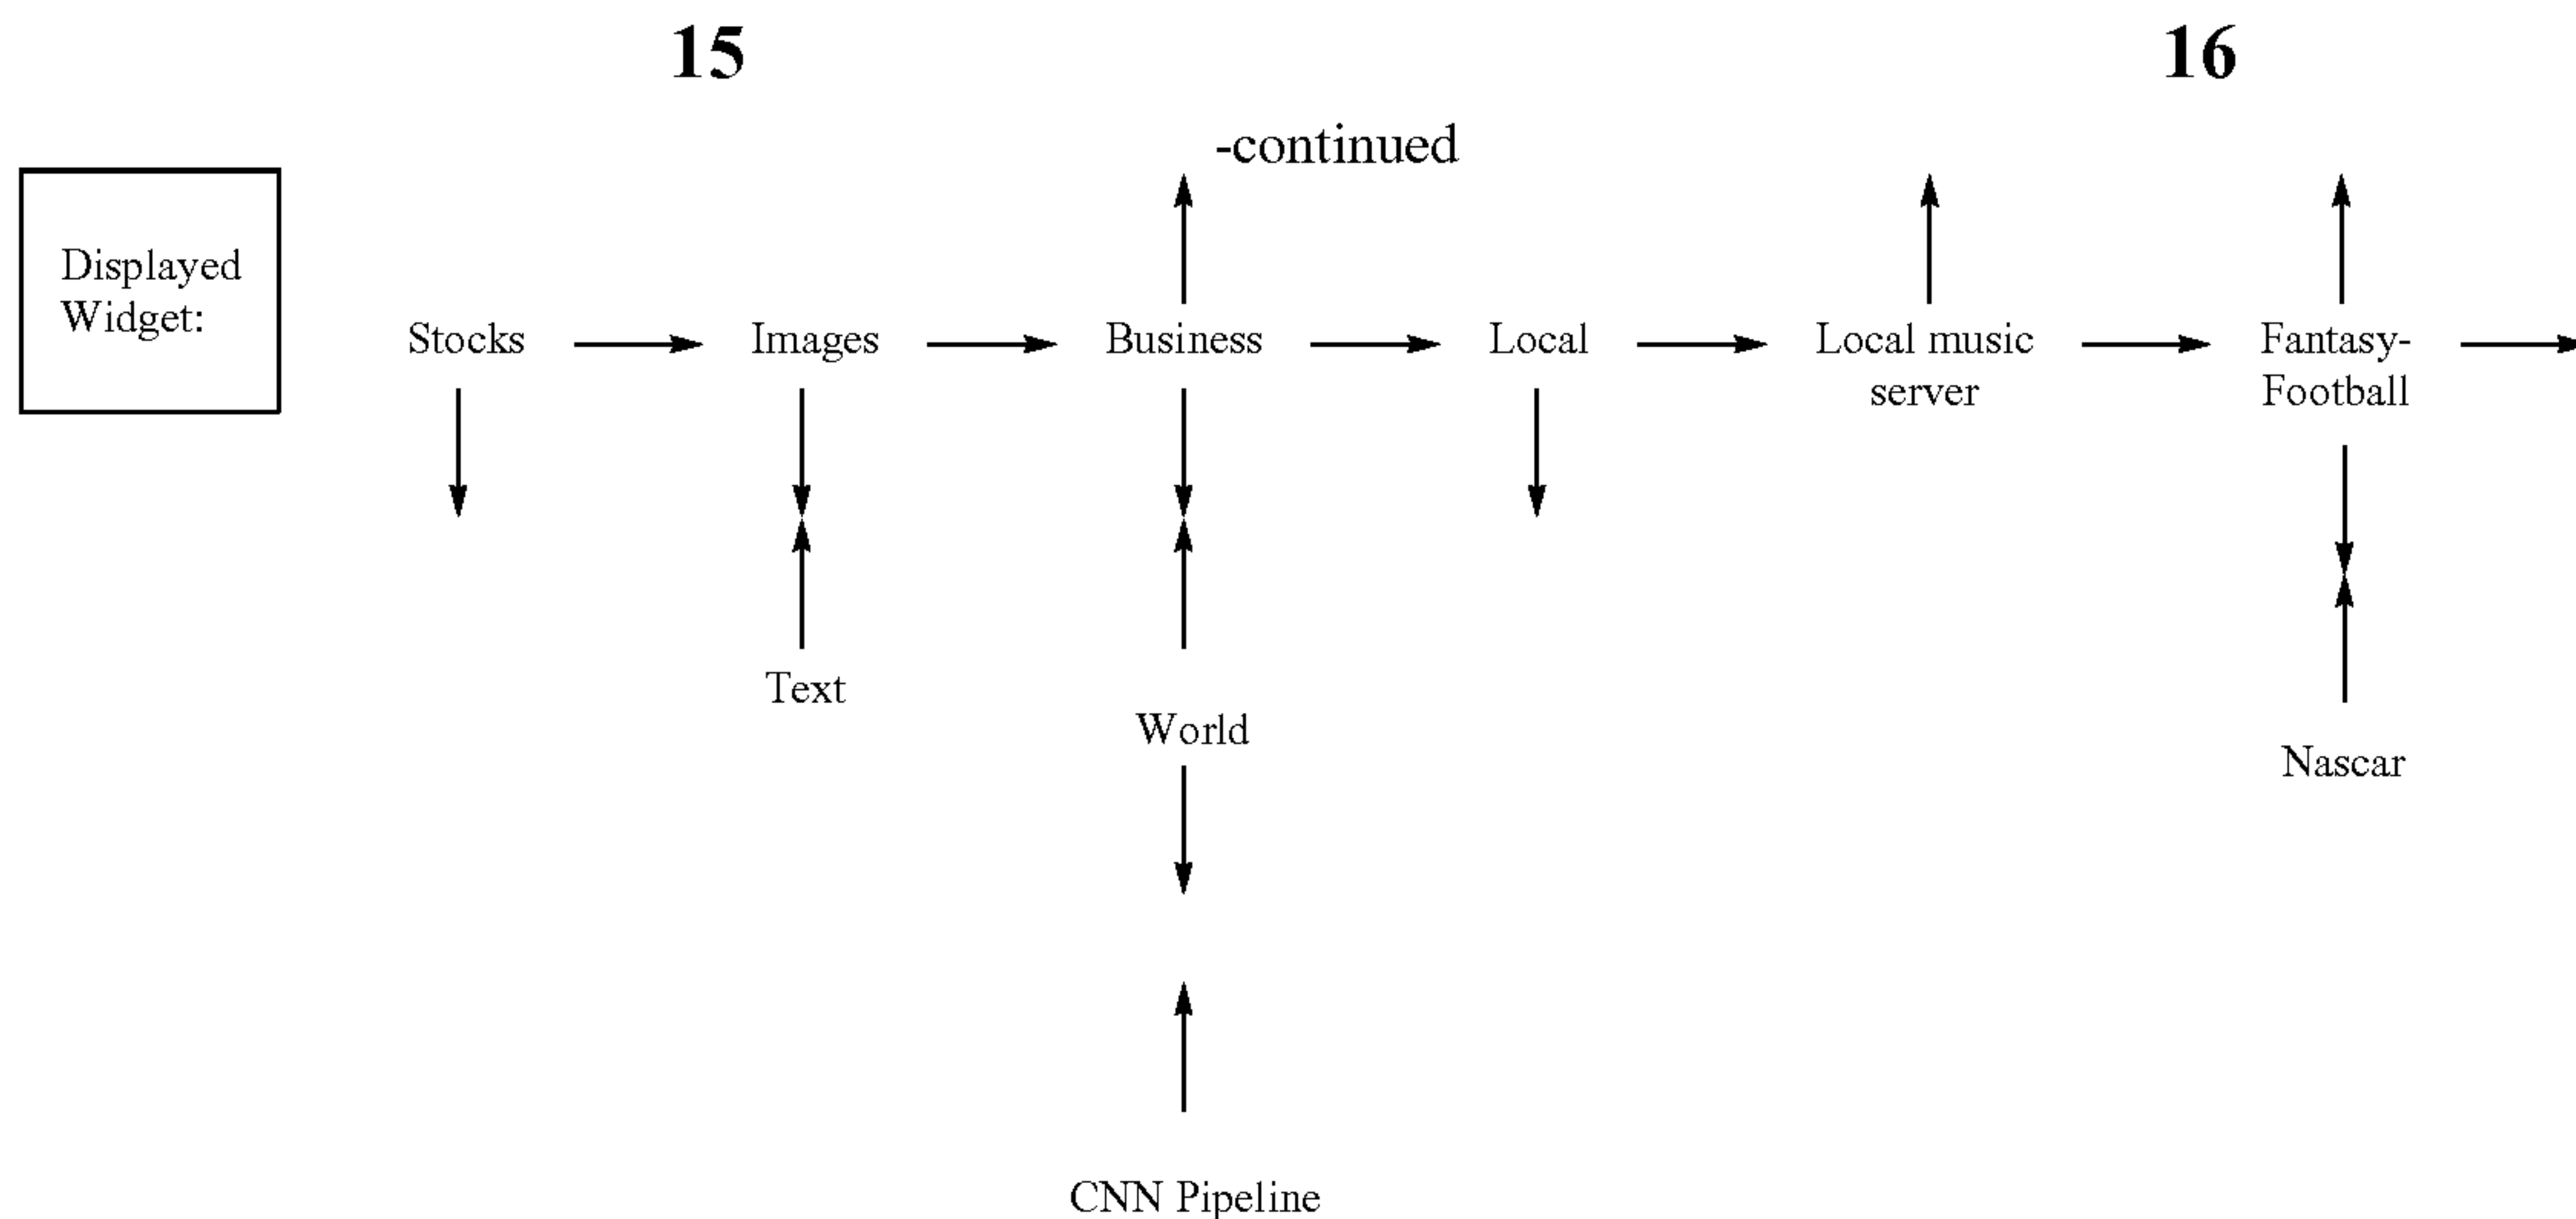 15
16
-continued
Displayed
Widget:
Stocks
Images
Business
Local
Local music
server
Fantasy-
Football
Text
World
Nascar
CNN Pipeline